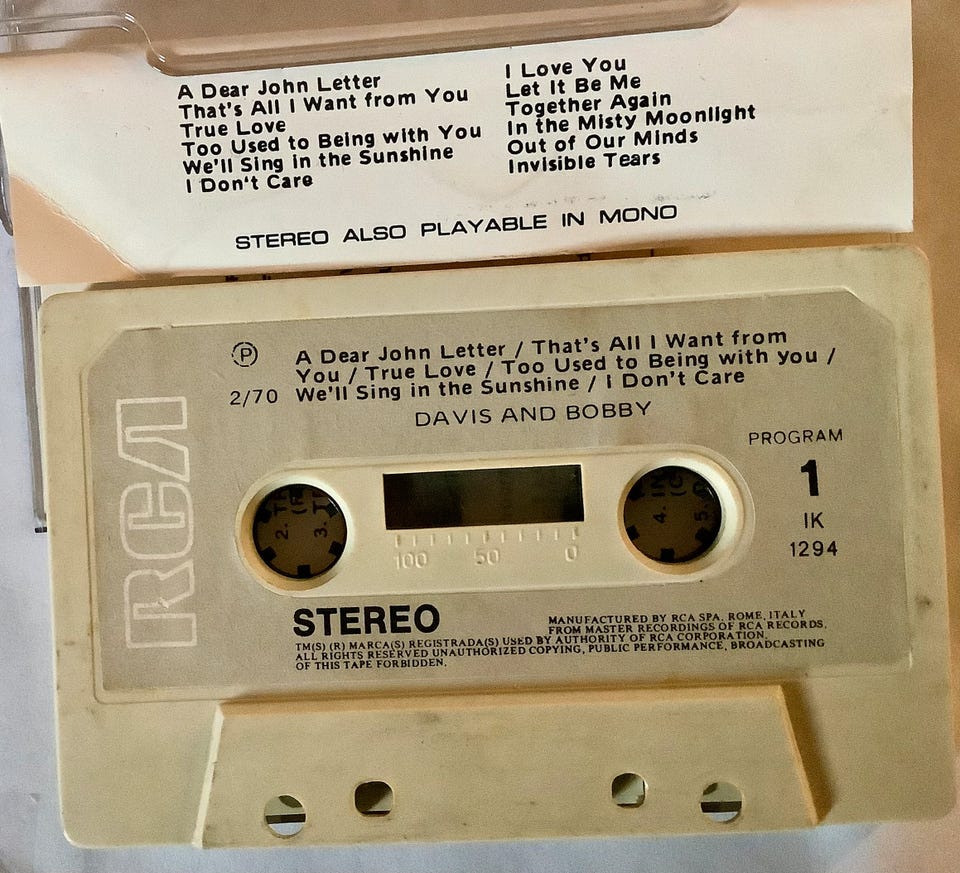 A Dear John Letter
That's All I Want from You
True Love
Too Used to Being with You
We'll Sing in the Sunshine
I Don't Care
I Love You
Let It Be Me
Together Again
In the Misty Moonlight
Out of Our Minds
Invisible Tears
STEREO ALSO PLAYABLE IN MONO
RCA
Ⓟ
2/70
A Dear John Letter / That's All I Want from
You / True Love / Too Used to Being with you /
We'll Sing in the Sunshine / I Don't Care
DAVIS AND BOBBY
PROGRAM
1
IK
1294
2.
3.
4.
5.
100 50 0
STEREO
MANUFACTURED BY RCA SPA. ROME, ITALY
FROM MASTER RECORDINGS OF RCA RECORDS.
TM(S) (R) MARCA(S) REGISTRADA(S) USED BY AUTHORITY OF RCA CORPORATION.
ALL RIGHTS RESERVED UNAUTHORIZED COPYING, PUBLIC PERFORMANCE, BROADCASTING
OF THIS TAPE FORBIDDEN.